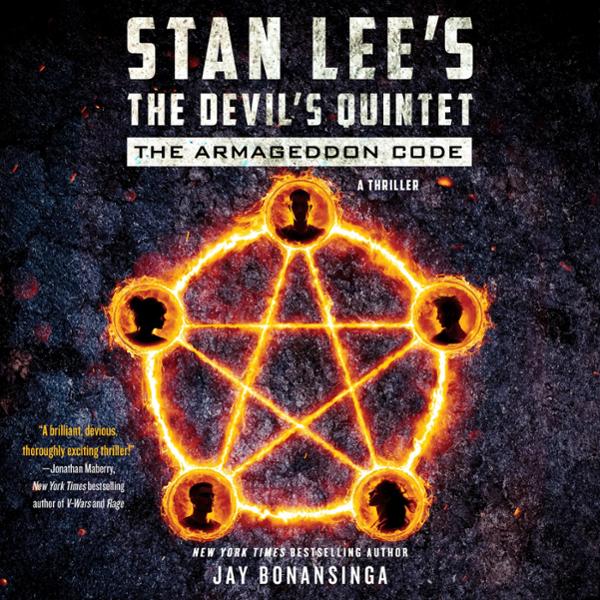 STAN LEE'S
THE DEVIL'S QUINTET
THE ARMAGEDDON CODE
A THRILLER
"A brilliant, devious,
thoroughly exciting thriller!"
—Jonathan Maberry,
New York Times bestselling
author of V-Wars and Rage
NEW YORK TIMES BESTSELLING AUTHOR
JAY BONANSINGA